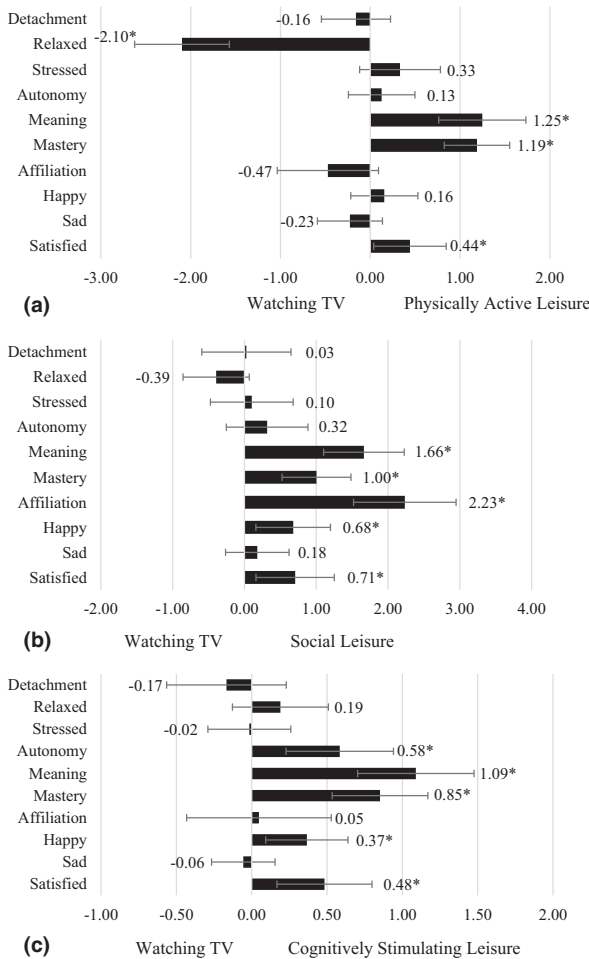 Detachment -0.16
Relaxed -2.10*
Stressed 0.33
Autonomy 0.13
Meaning 1.25*
Mastery 1.19*
Affiliation -0.47
Happy 0.16
Sad -0.23
Satisfied 0.44*
-3.00 -2.00 -1.00 0.00 1.00 2.00
(a) Watching TV Physically Active Leisure
Detachment 0.03
Relaxed -0.39
Stressed 0.10
Autonomy 0.32
Meaning 1.66*
Mastery 1.00*
Affiliation 2.23*
Happy 0.68*
Sad 0.18
Satisfied 0.71*
-2.00 -1.00 0.00 1.00 2.00 3.00 4.00
(b) Watching TV Social Leisure
Detachment -0.17
Relaxed 0.19
Stressed -0.02
Autonomy 0.58*
Meaning 1.09*
Mastery 0.85*
Affiliation 0.05
Happy 0.37*
Sad -0.06
Satisfied 0.48*
-1.00 -0.50 0.00 0.50 1.00 1.50 2.00
(c) Watching TV Cognitively Stimulating Leisure